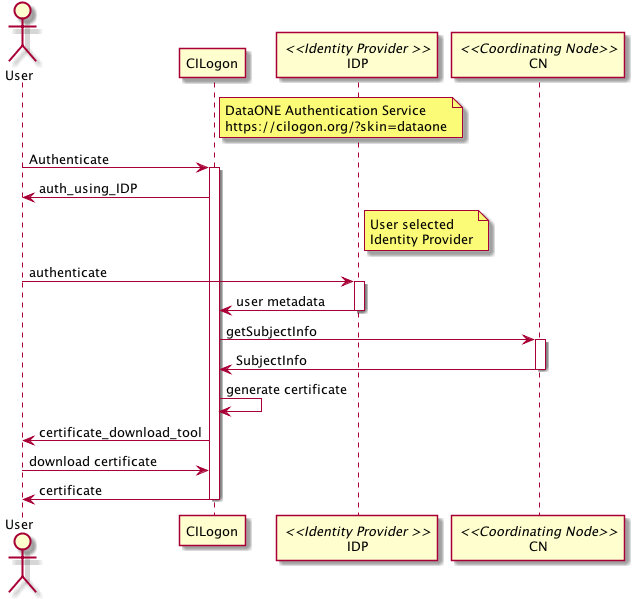 User
CILogon
<<Identity Provider >>
IDP
<<Coordinating Node>>
CN
DataONE Authentication Service
https://cilogon.org/?skin=dataone
Authenticate
auth_using_IDP
User selected
Identity Provider
authenticate
user metadata
getSubjectInfo
SubjectInfo
generate certificate
certificate_download_tool
download certificate
certificate
User
CILogon
<<Identity Provider >>
IDP
<<Coordinating Node>>
CN